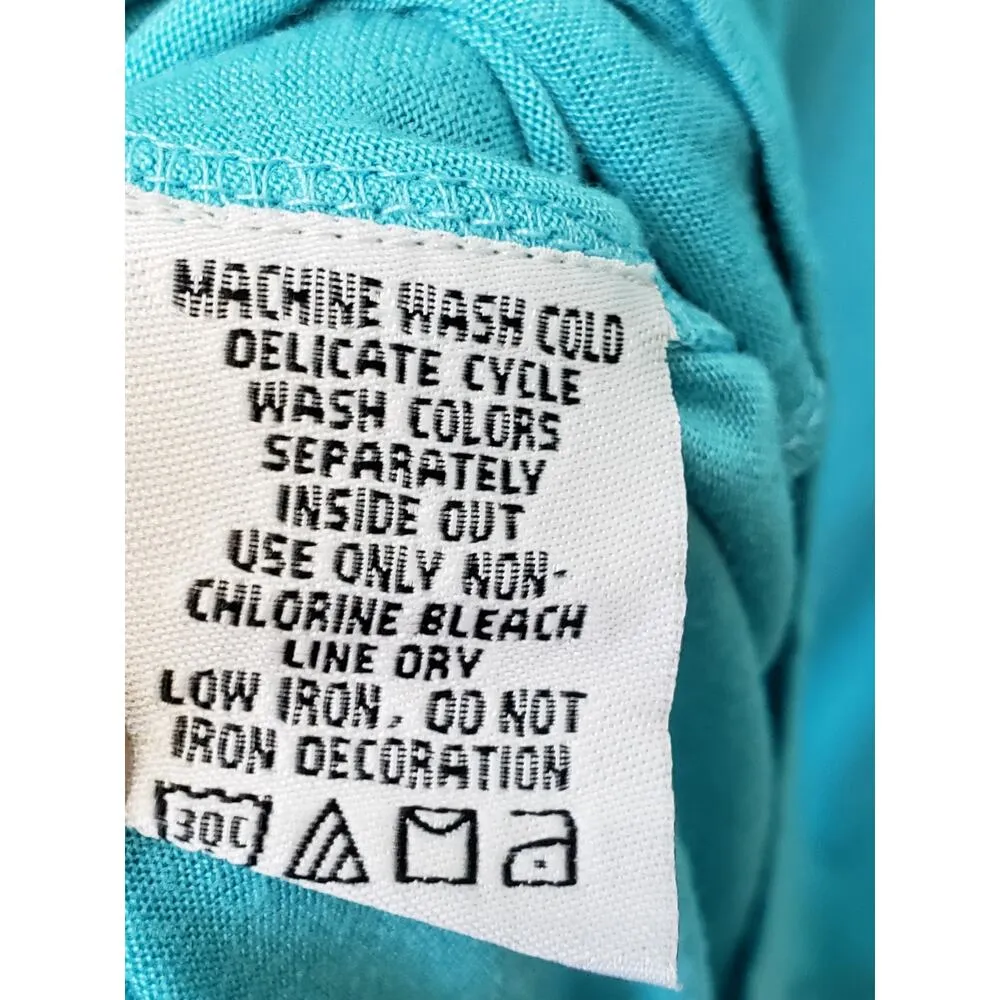 MACHINE WASH COLD
DELICATE CYCLE
WASH COLORS
SEPARATELY
INSIDE OUT
USE ONLY NON-
CHLORINE BLEACH
LINE DRY
LOW IRON, DO NOT
IRON DECORATION
30C